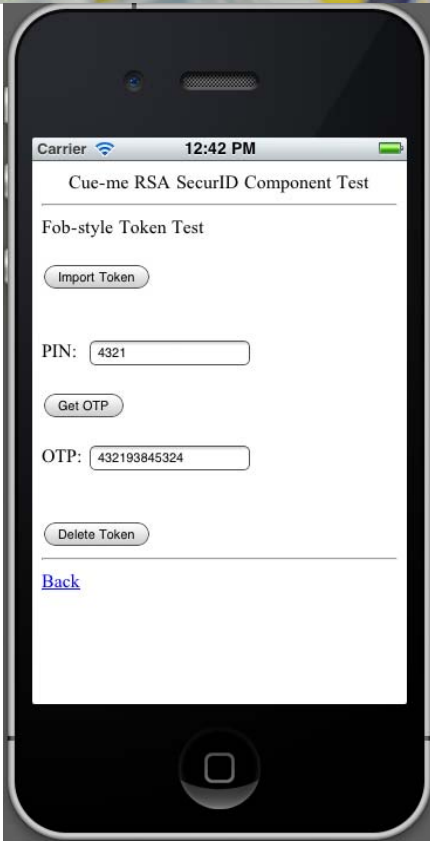 Carrier 12:42 PM
Cue-me RSA SecurID Component Test
Fob-style Token Test
Import Token
PIN: 4321
Get OTP
OTP: 432193845324
Delete Token
Back